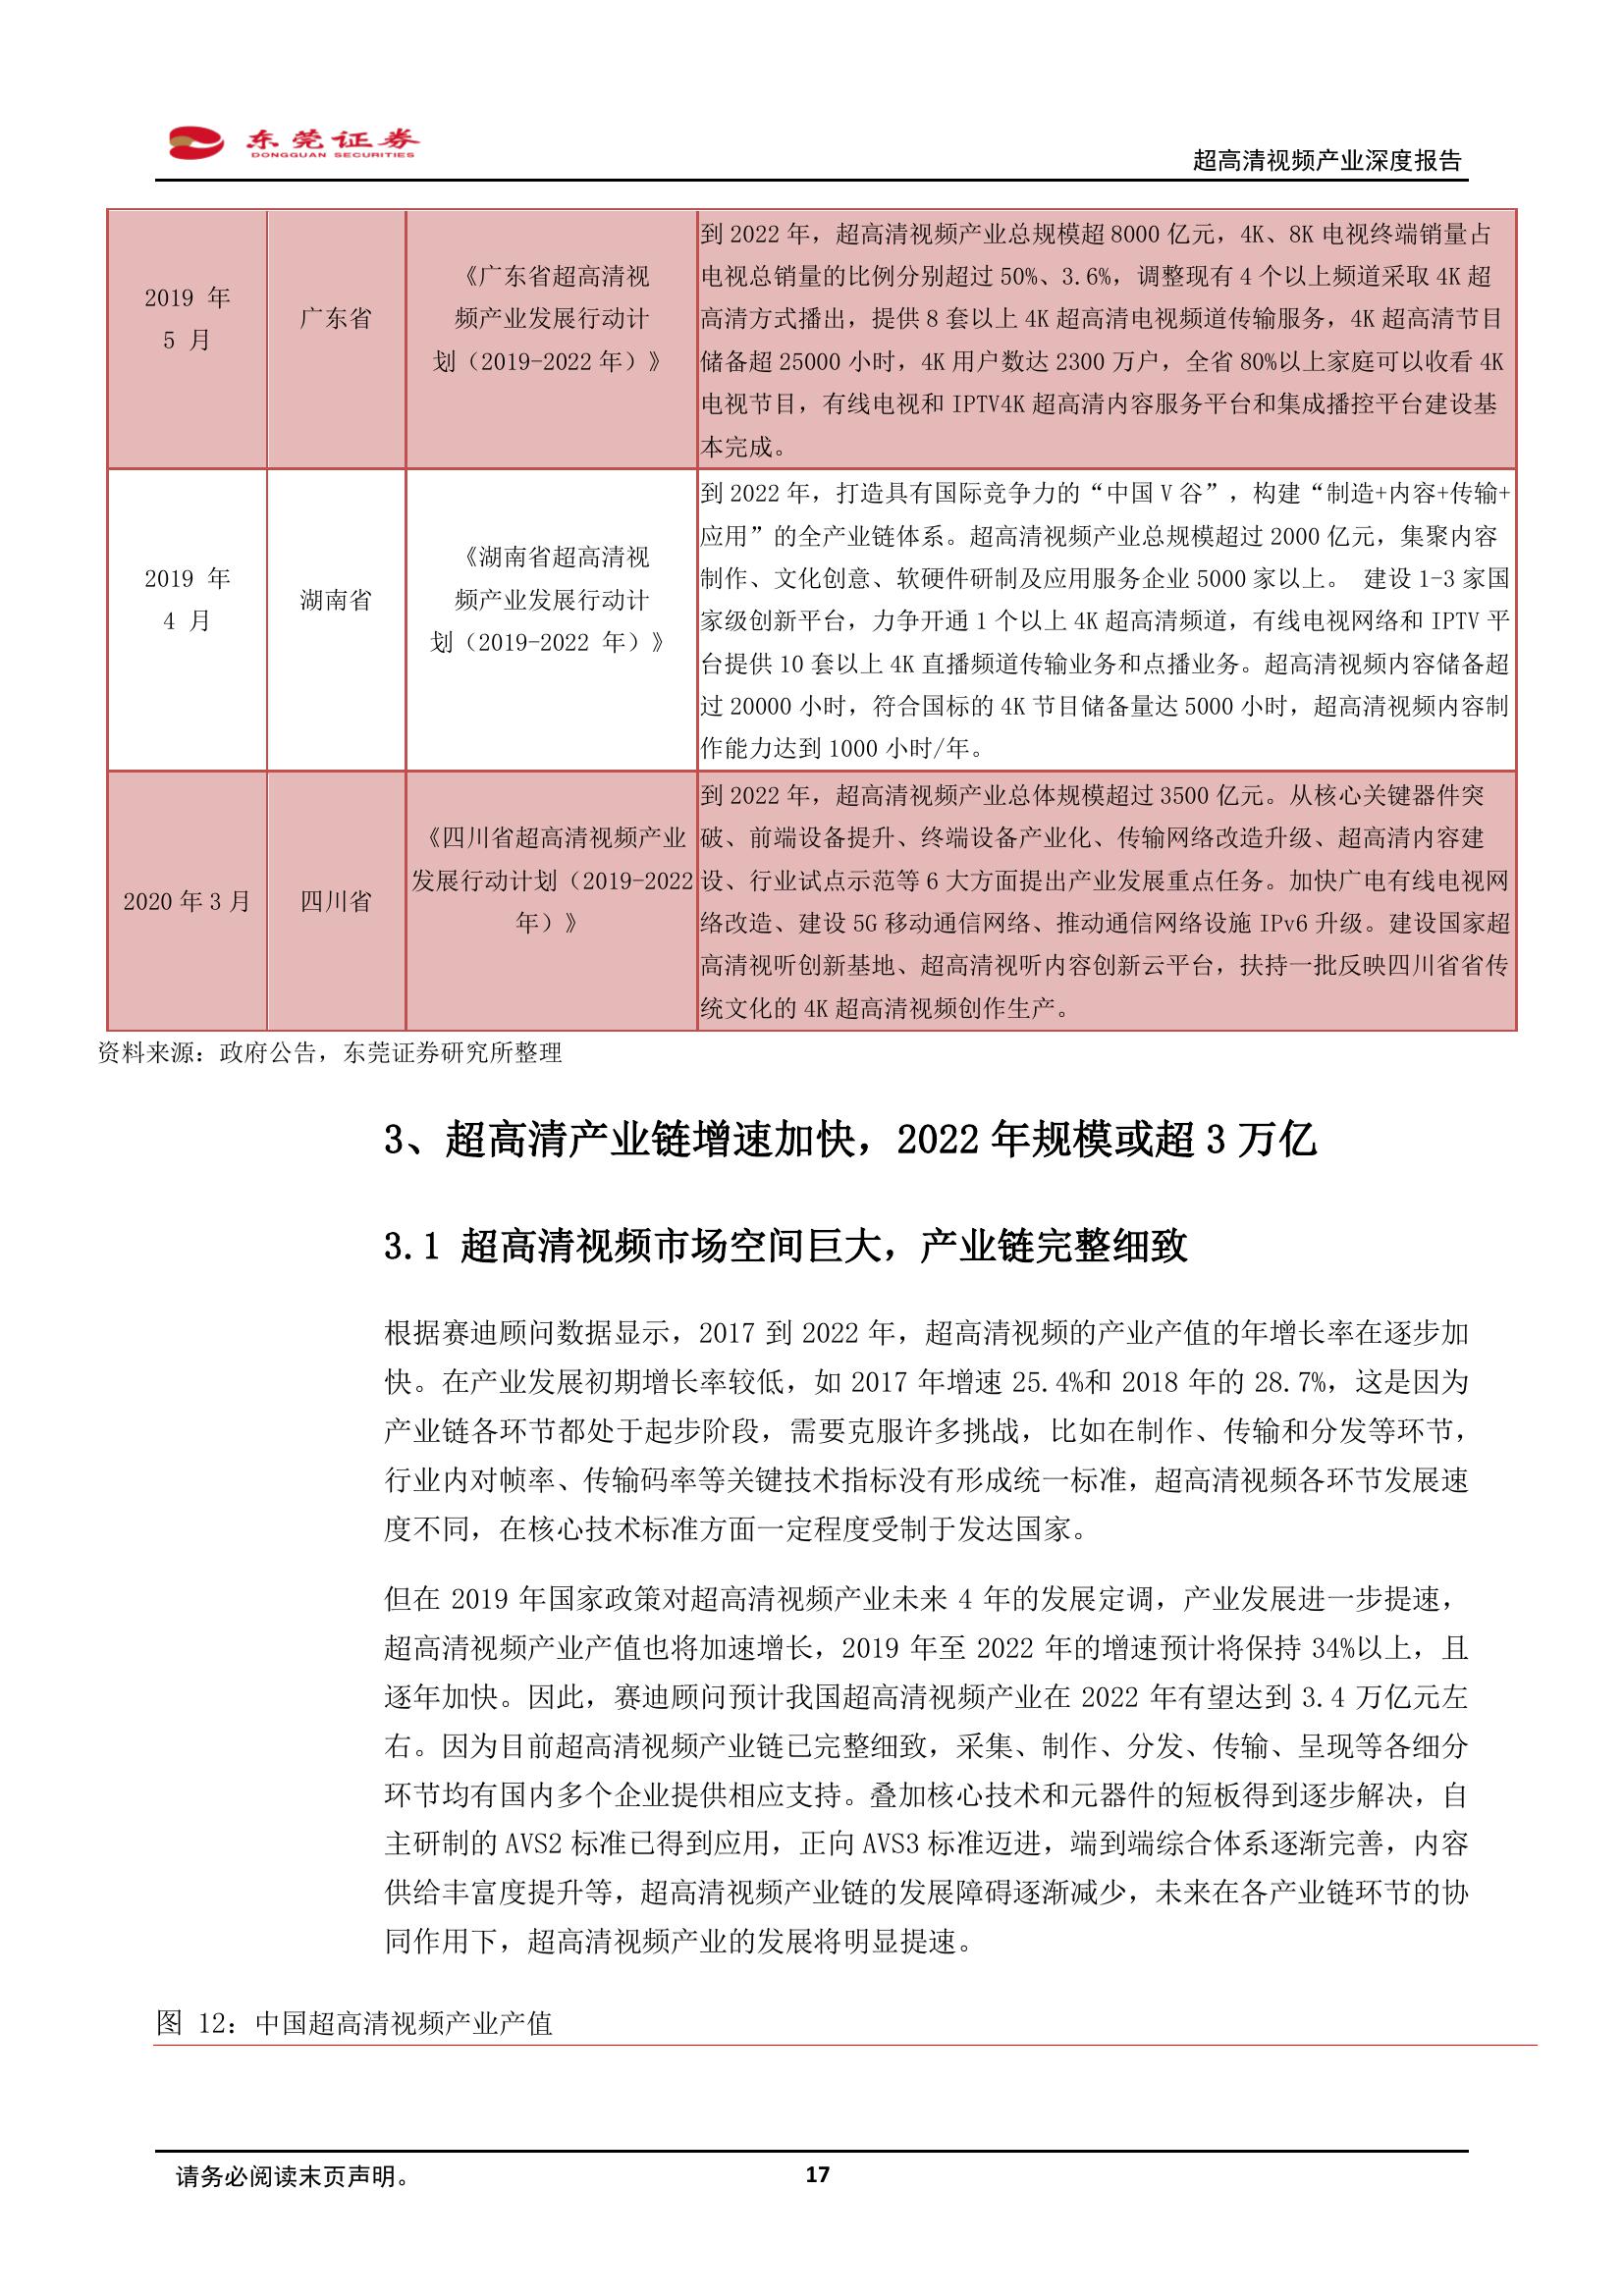 东莞证券
DONGGUAN SECURITIES
超高清视频产业深度报告
2019 年
5 月
广东省
《广东省超高清视
频产业发展行动计
划（2019-2022 年）》
到 2022 年，超高清视频产业总规模超 8000 亿元，4K、8K 电视终端销量占
电视总销量的比例分别超过 50%、3.6%，调整现有 4 个以上频道采取 4K 超
高清方式播出，提供 8 套以上 4K 超高清电视频道传输服务，4K 超高清节目
储备超 25000 小时，4K 用户数达 2300 万户，全省 80%以上家庭可以收看 4K
电视节目，有线电视和 IPTV4K 超高清内容服务平台和集成播控平台建设基
本完成。
2019 年
4 月
湖南省
《湖南省超高清视
频产业发展行动计
划（2019-2022 年）》
到 2022 年，打造具有国际竞争力的“中国 V 谷”，构建“制造+内容+传输+
应用”的全产业链体系。超高清视频产业总规模超过 2000 亿元，集聚内容
制作、文化创意、软硬件研制及应用服务企业 5000 家以上。 建设 1-3 家国
家级创新平台，力争开通 1 个以上 4K 超高清频道，有线电视网络和 IPTV 平
台提供 10 套以上 4K 直播频道传输业务和点播业务。超高清视频内容储备超
过 20000 小时，符合国标的 4K 节目储备量达 5000 小时，超高清视频内容制
作能力达到 1000 小时/年。
2020 年 3 月
四川省
《四川省超高清视频产业
发展行动计划（2019-2022
年）》
到 2022 年，超高清视频产业总体规模超过 3500 亿元。从核心关键器件突
破、前端设备提升、终端设备产业化、传输网络改造升级、超高清内容建
设、行业试点示范等 6 大方面提出产业发展重点任务。加快广电有线电视网
络改造、建设 5G 移动通信网络、推动通信网络设施 IPv6 升级。建设国家超
高清视听创新基地、超高清视听内容创新云平台，扶持一批反映四川省省传
统文化的 4K 超高清视频创作生产。
资料来源：政府公告，东莞证券研究所整理
3、超高清产业链增速加快，2022 年规模或超 3 万亿
3.1 超高清视频市场空间巨大，产业链完整细致
根据赛迪顾问数据显示，2017 到 2022 年，超高清视频的产业产值的年增长率在逐步加
快。在产业发展初期增长率较低，如 2017 年增速 25.4%和 2018 年的 28.7%，这是因为
产业链各环节都处于起步阶段，需要克服许多挑战，比如在制作、传输和分发等环节，
行业内对帧率、传输码率等关键技术指标没有形成统一标准，超高清视频各环节发展速
度不同，在核心技术标准方面一定程度受制于发达国家。
但在 2019 年国家政策对超高清视频产业未来 4 年的发展定调，产业发展进一步提速，
超高清视频产业产值也将加速增长，2019 年至 2022 年的增速预计将保持 34%以上，且
逐年加快。因此，赛迪顾问预计我国超高清视频产业在 2022 年有望达到 3.4 万亿元左
右。因为目前超高清视频产业链已完整细致，采集、制作、分发、传输、呈现等各细分
环节均有国内多个企业提供相应支持。叠加核心技术和元器件的短板得到逐步解决，自
主研制的 AVS2 标准已得到应用，正向 AVS3 标准迈进，端到端综合体系逐渐完善，内容
供给丰富度提升等，超高清视频产业链的发展障碍逐渐减少，未来在各产业链环节的协
同作用下，超高清视频产业的发展将明显提速。
图 12：中国超高清视频产业产值
请务必阅读末页声明。
17